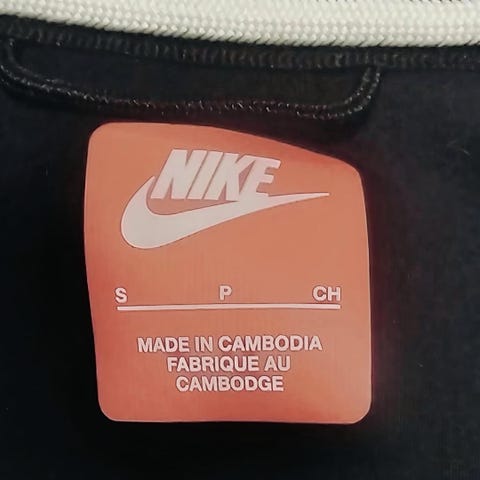 NIKE
S P CH
MADE IN CAMBODIA
FABRIQUE AU
CAMBODGE